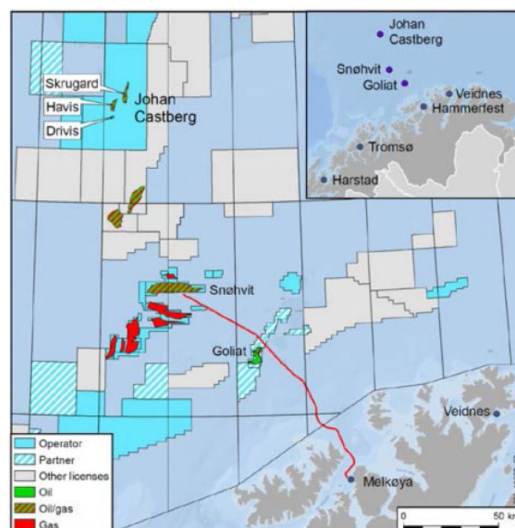 Skrugard
Havis
Drivis
Johan
Castberg
Johan
Castberg
Snøhvit
Goliat
Veidnes
Hammerfest
Tromsø
Harstad
Snøhvit
Goliat
Veidnes
Melkøya
Operator
Partner
Other licenses
Oil
Oil/gas
Gas
0 50 km